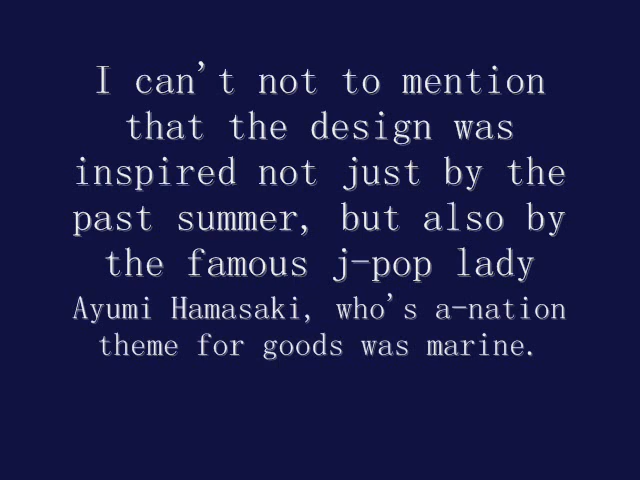 I can't not to mention
that the design was
inspired not just by the
past summer, but also by
the famous j-pop lady
Ayumi Hamasaki, who's a-nation
theme for goods was marine.